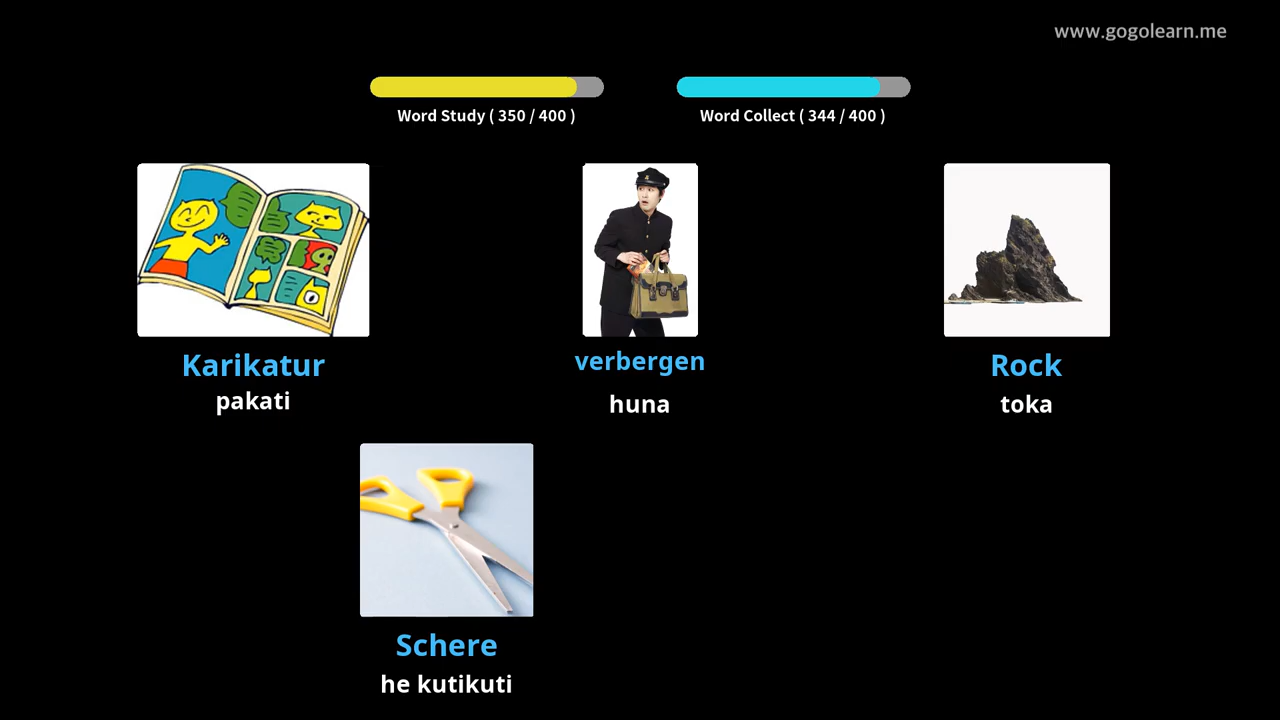 www.gogolearn.me
Word Study ( 350 / 400 )
Word Collect ( 344 / 400 )
Karikatur
pakati
verbergen
huna
Rock
toka
Schere
he kutikuti